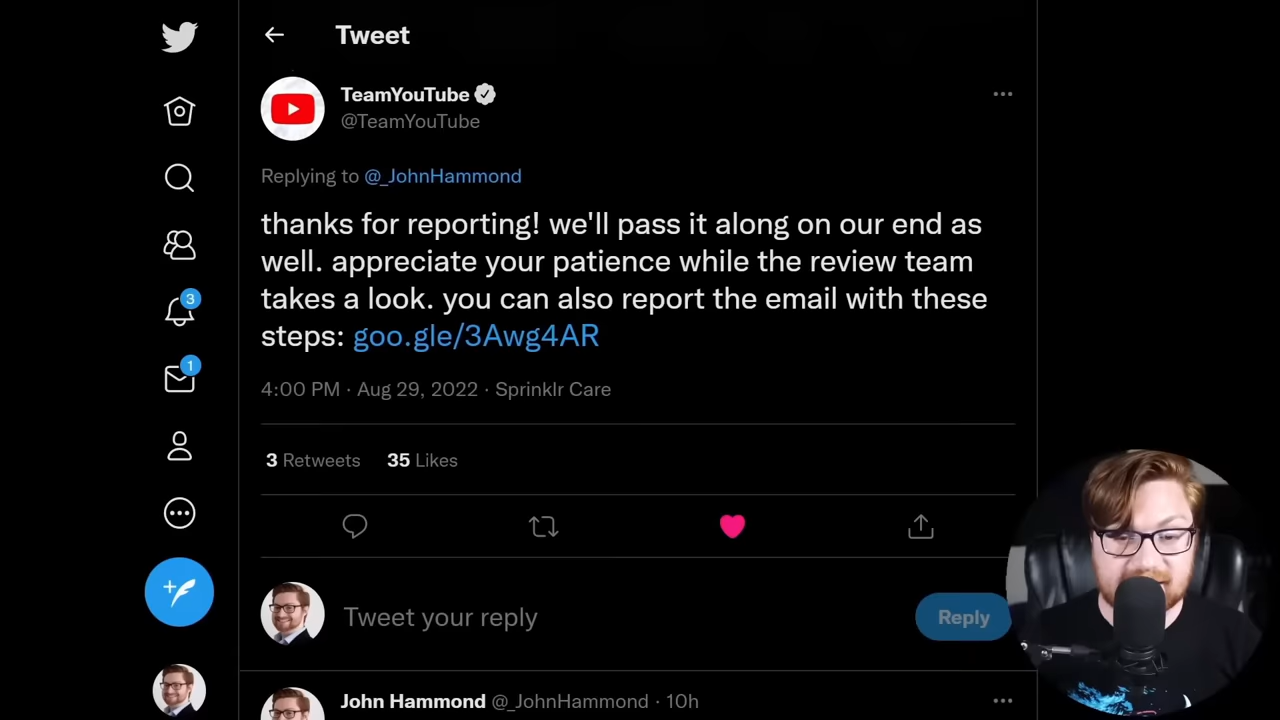 Tweet
TeamYouTube
@TeamYouTube
Replying to @_JohnHammond
thanks for reporting! we'll pass it along on our end as
well. appreciate your patience while the review team
takes a look. you can also report the email with these
steps: goo.gle/3Awg4AR
4:00 PM · Aug 29, 2022 · Sprinklr Care
3 Retweets 35 Likes
3
1
Tweet your reply
Reply
John Hammond @_JohnHammond · 10h